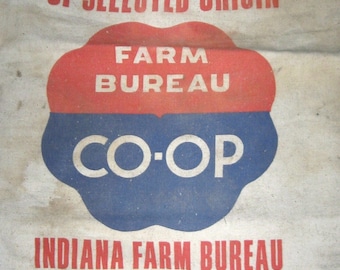 OF SELECTED ORIGIN
FARM
BUREAU
CO-OP
INDIANA FARM BUREAU